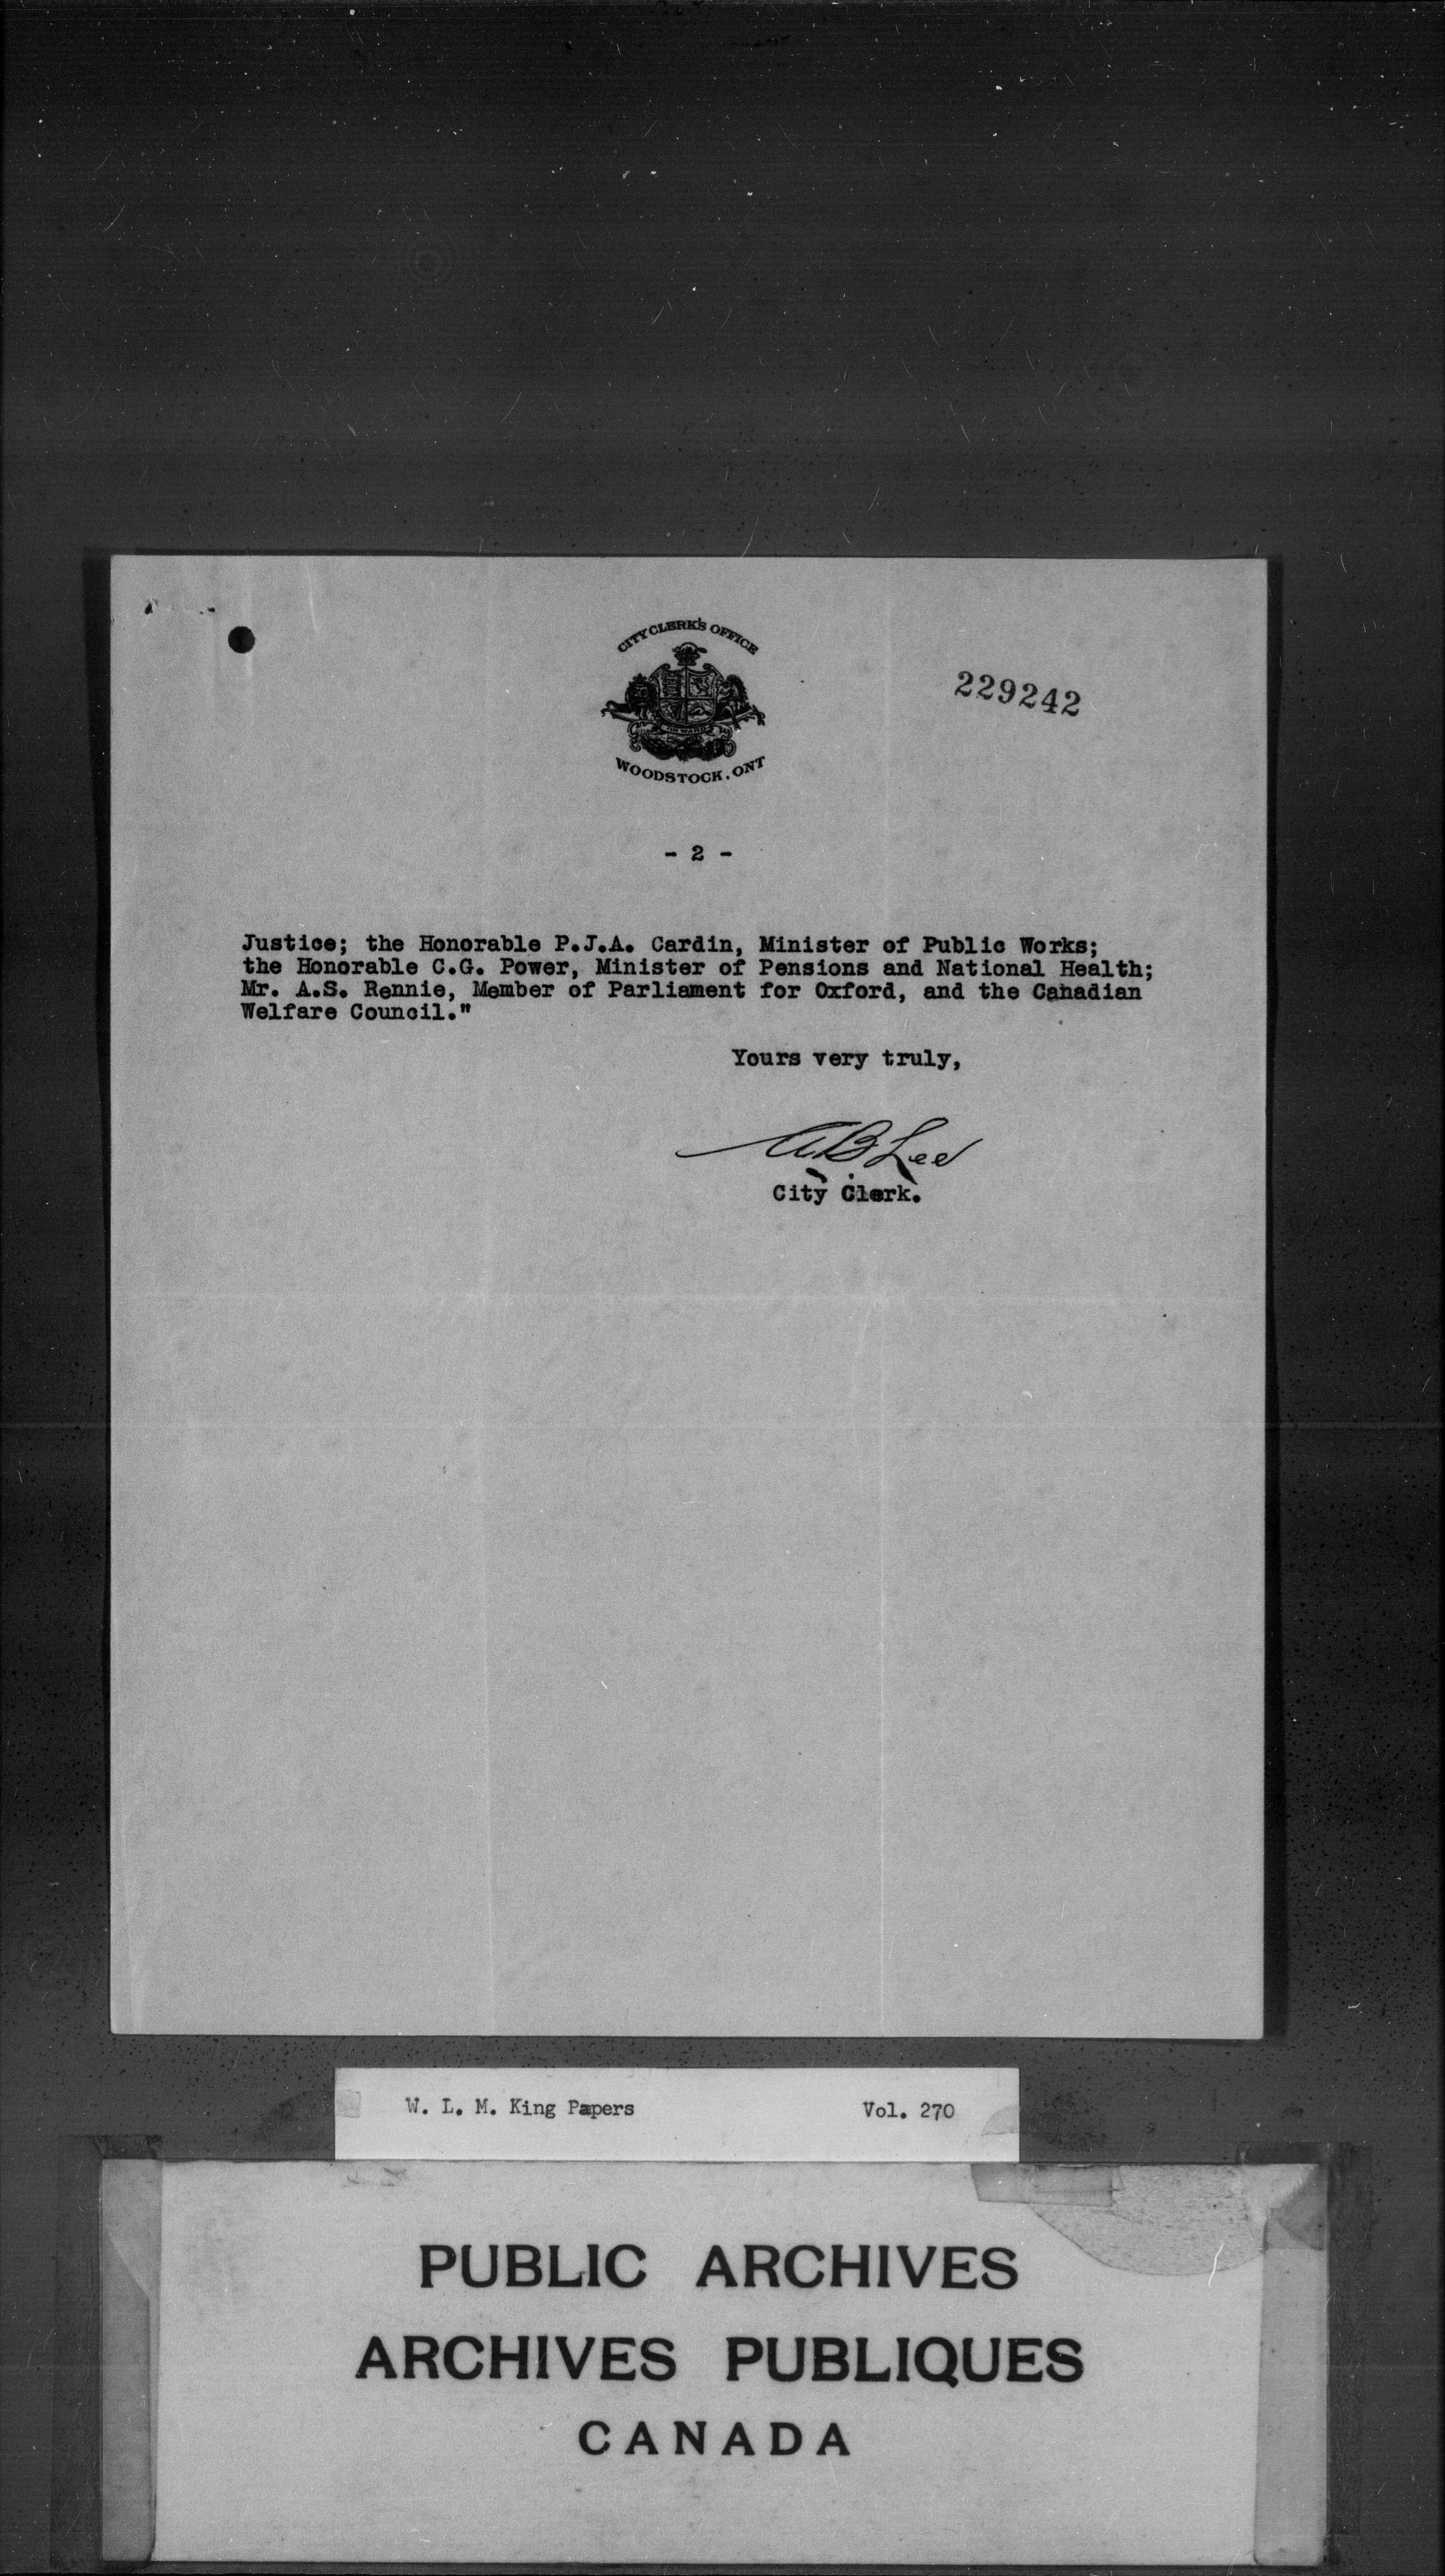 CITY CLERK'S OFFICE
ONWARD
WOODSTOCK, ONT
229242
- 2 -
Justice; the Honorable P.J.A. Cardin, Minister of Public Works;
the Honorable C.G. Power, Minister of Pensions and National Health;
Mr. A.S. Rennie, Member of Parliament for Oxford, and the Canadian
Welfare Council."
Yours very truly,
A B Lee
City Clerk.
W. L. M. King Papers Vol. 270
PUBLIC ARCHIVES
ARCHIVES PUBLIQUES
CANADA